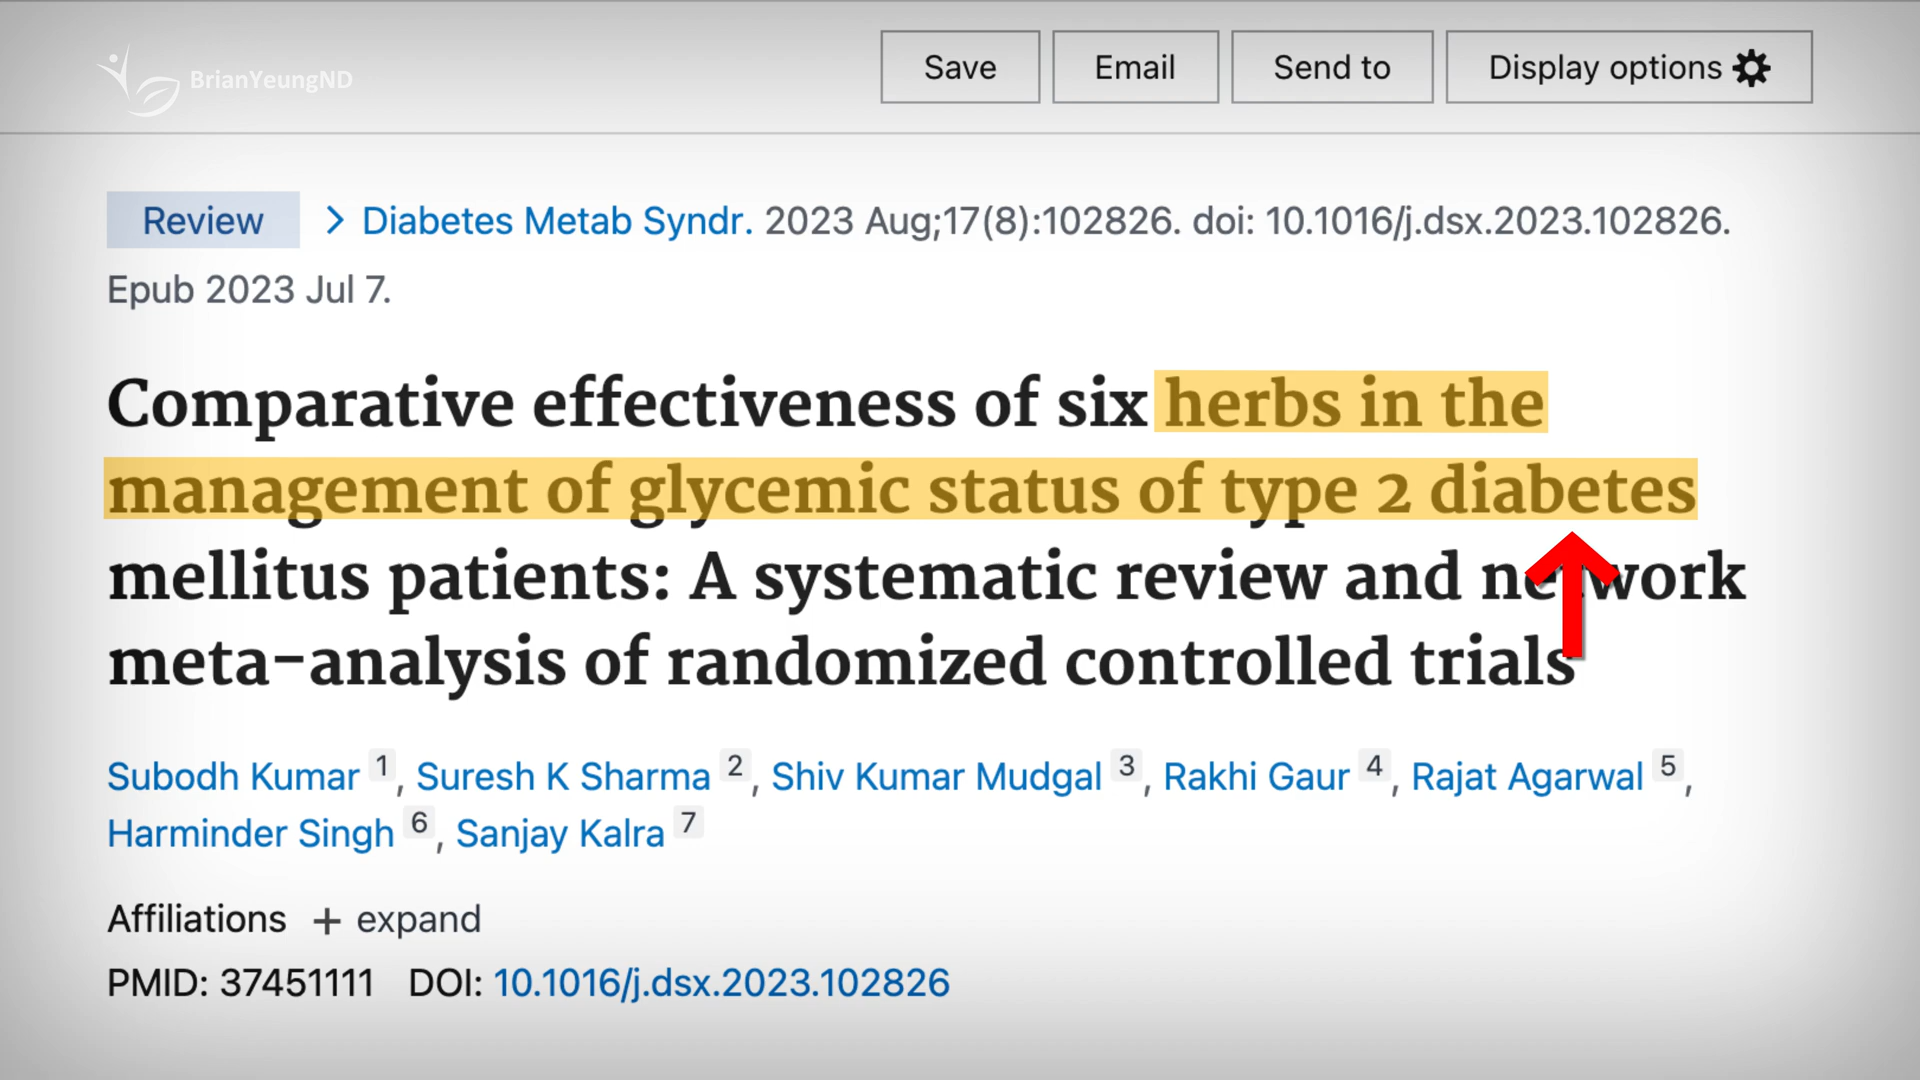 BrianYeungND
Save Email Send to Display options
Review > Diabetes Metab Syndr. 2023 Aug;17(8):102826. doi: 10.1016/j.dsx.2023.102826.
Epub 2023 Jul 7.
Comparative effectiveness of six herbs in the
management of glycemic status of type 2 diabetes
mellitus patients: A systematic review and network
meta-analysis of randomized controlled trials
Subodh Kumar 1, Suresh K Sharma 2, Shiv Kumar Mudgal 3, Rakhi Gaur 4, Rajat Agarwal 5,
Harminder Singh 6, Sanjay Kalra 7
Affiliations + expand
PMID: 37451111 DOI: 10.1016/j.dsx.2023.102826